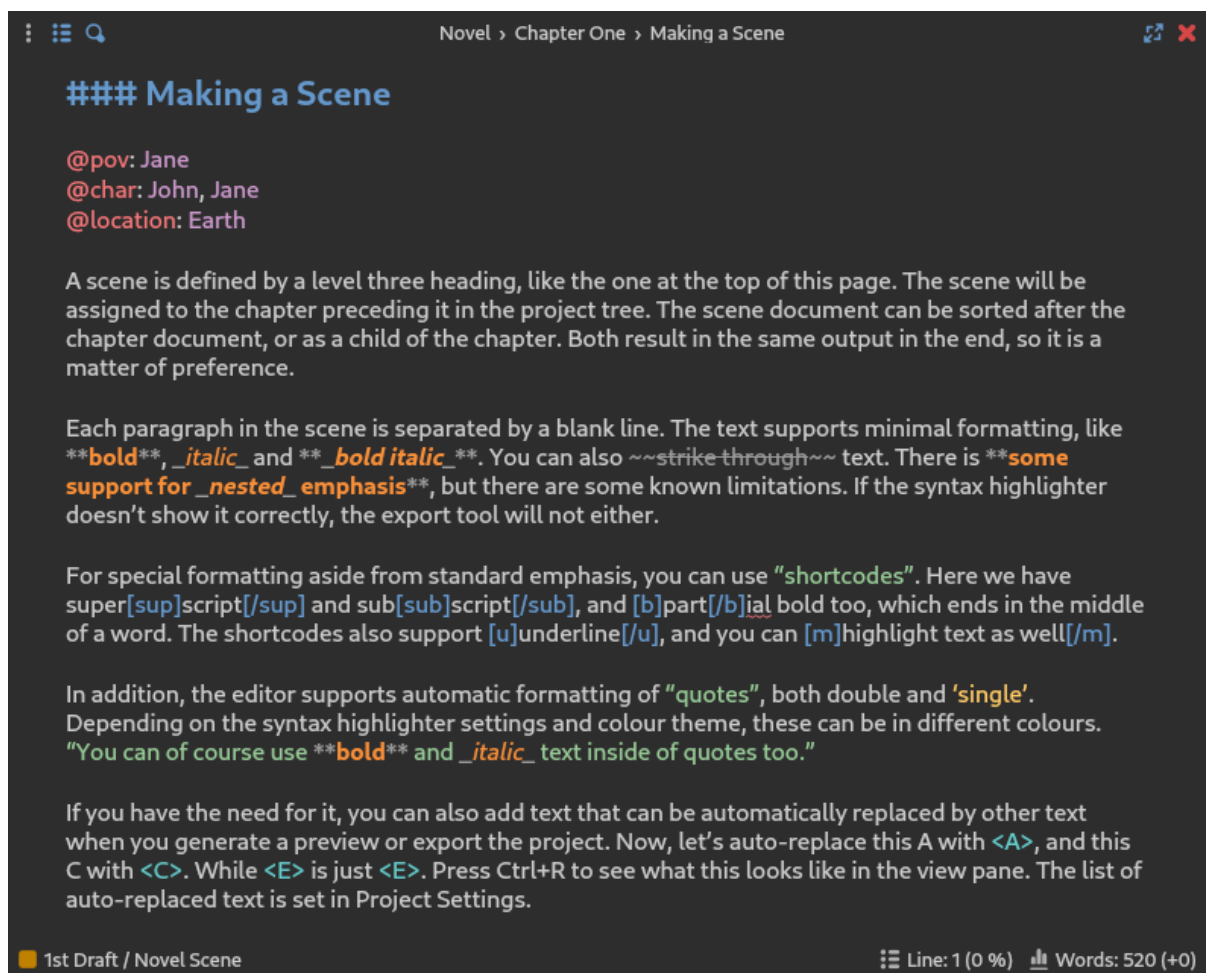 Novel › Chapter One › Making a Scene
### Making a Scene
@pov: Jane
@char: John, Jane
@location: Earth
A scene is defined by a level three heading, like the one at the top of this page. The scene will be
assigned to the chapter preceding it in the project tree. The scene document can be sorted after the
chapter document, or as a child of the chapter. Both result in the same output in the end, so it is a
matter of preference.
Each paragraph in the scene is separated by a blank line. The text supports minimal formatting, like
**bold**, _italic_ and **_bold italic_**. You can also ~~strike through~~ text. There is **some
support for _nested_ emphasis**, but there are some known limitations. If the syntax highlighter
doesn’t show it correctly, the export tool will not either.
For special formatting aside from standard emphasis, you can use “shortcodes”. Here we have
super[sup]script[/sup] and sub[sub]script[/sub], and [b]part[/b]ial bold too, which ends in the middle
of a word. The shortcodes also support [u]underline[/u], and you can [m]highlight text as well[/m].
In addition, the editor supports automatic formatting of “quotes”, both double and ‘single’.
Depending on the syntax highlighter settings and colour theme, these can be in different colours.
“You can of course use **bold** and _italic_ text inside of quotes too.”
If you have the need for it, you can also add text that can be automatically replaced by other text
when you generate a preview or export the project. Now, let’s auto-replace this A with <A>, and this
C with <C>. While <E> is just <E>. Press Ctrl+R to see what this looks like in the view pane. The list of
auto-replaced text is set in Project Settings.
1st Draft / Novel Scene
Line: 1 (0 %) Words: 520 (+0)